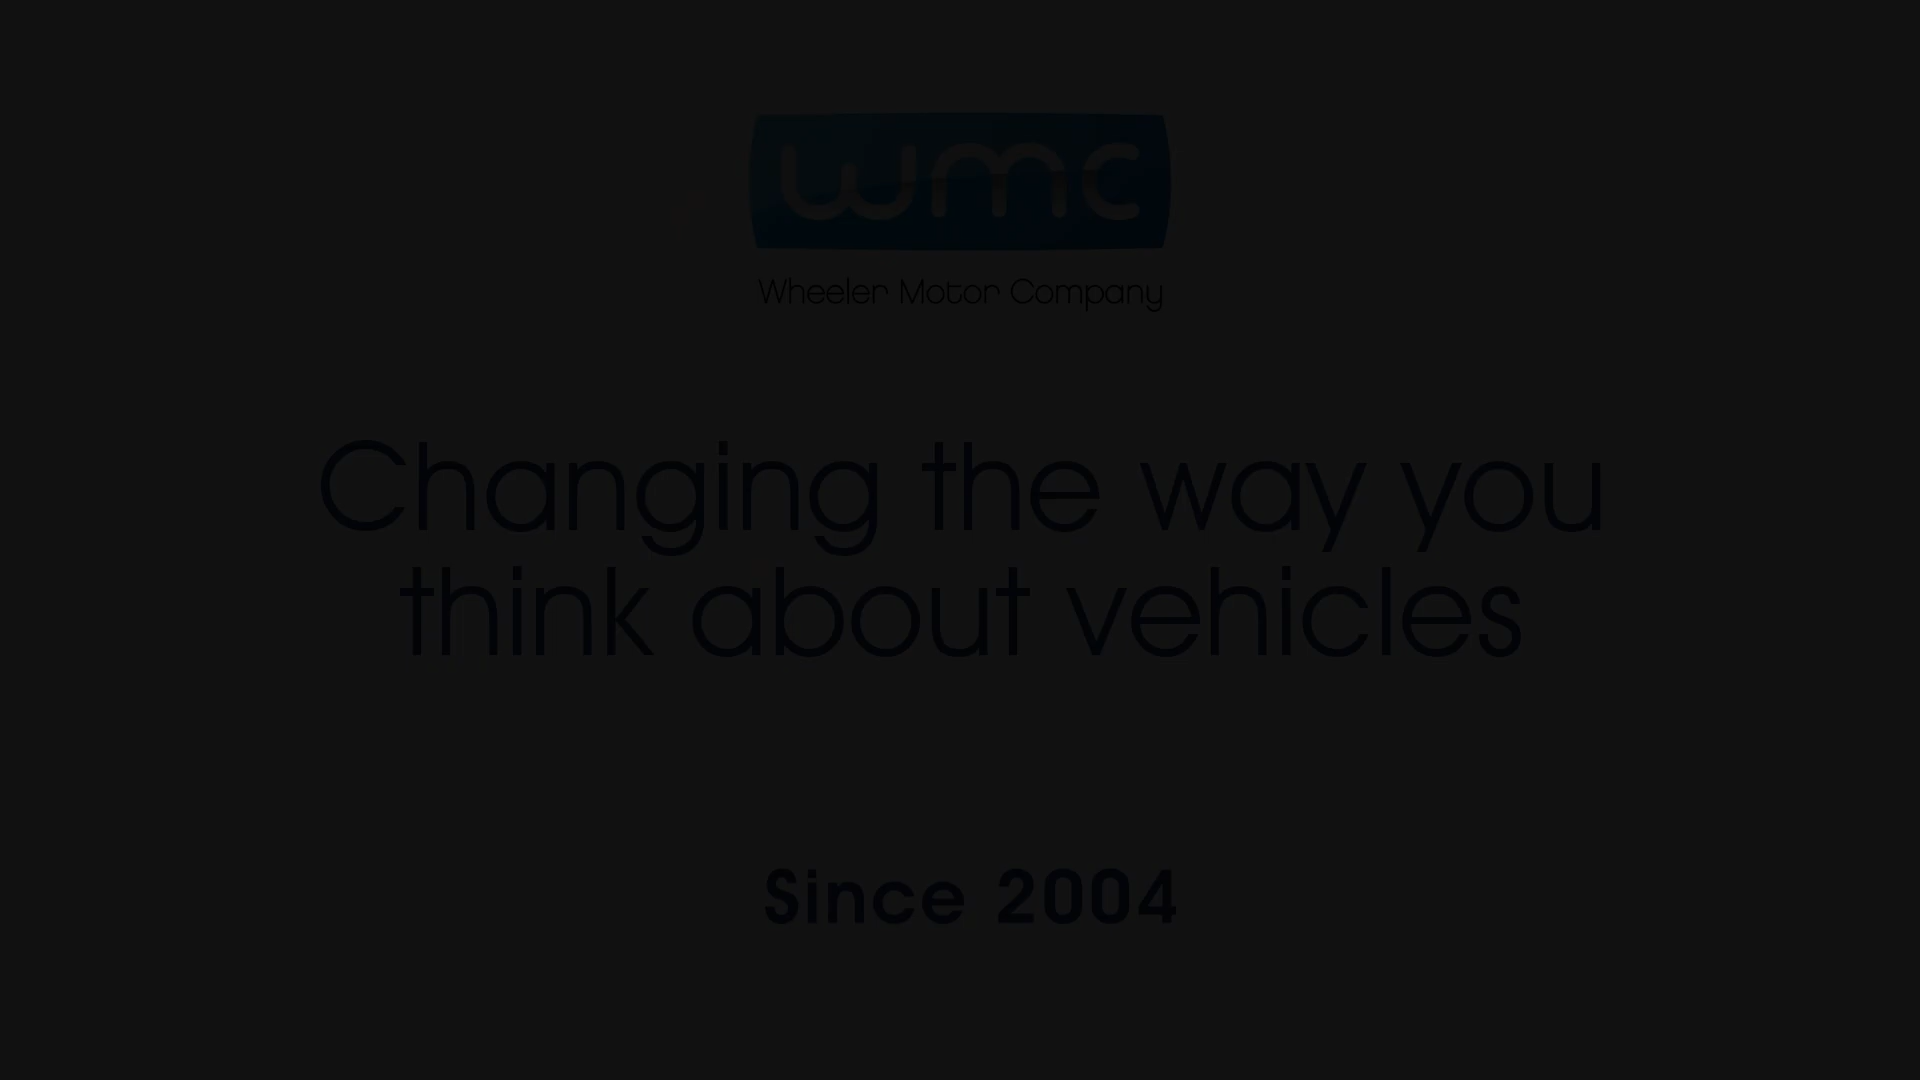 wmc
Wheeler Motor Company
Changing the way you
think about vehicles
Since 2004